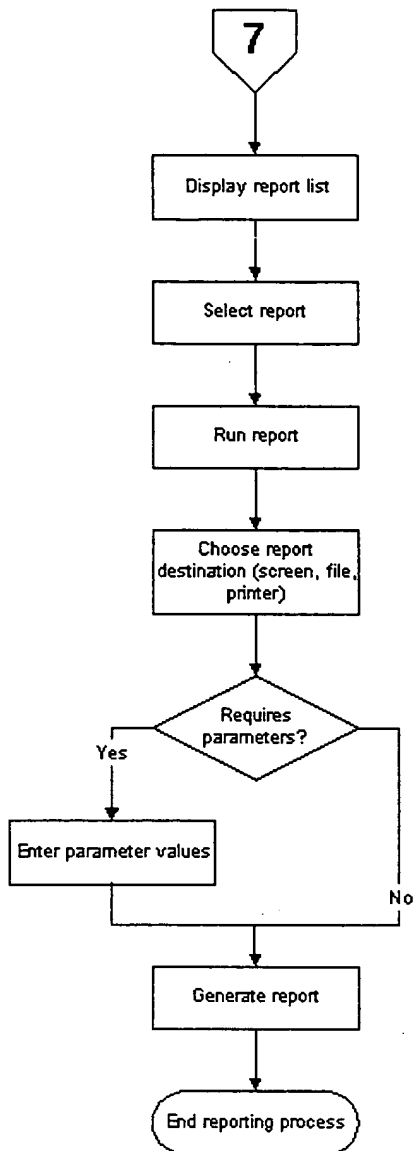 7
Display report list
Select report
Run report
Choose report
destination (screen, file,
printer)
Requires
parameters?
Yes
Enter parameter values
No
Generate report
End reporting process